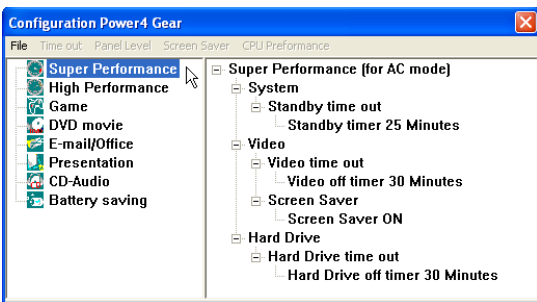 Configuration Power4 Gear
File Time out Panel Level Screen Saver CPU Preformance
Super Performance
High Performance
Game
DVD movie
E-mail/Office
Presentation
CD-Audio
Battery saving
Super Performance (for AC mode)
System
Standby time out
Standby timer 25 Minutes
Video
Video time out
Video off timer 30 Minutes
Screen Saver
Screen Saver ON
Hard Drive
Hard Drive time out
Hard Drive off timer 30 Minutes